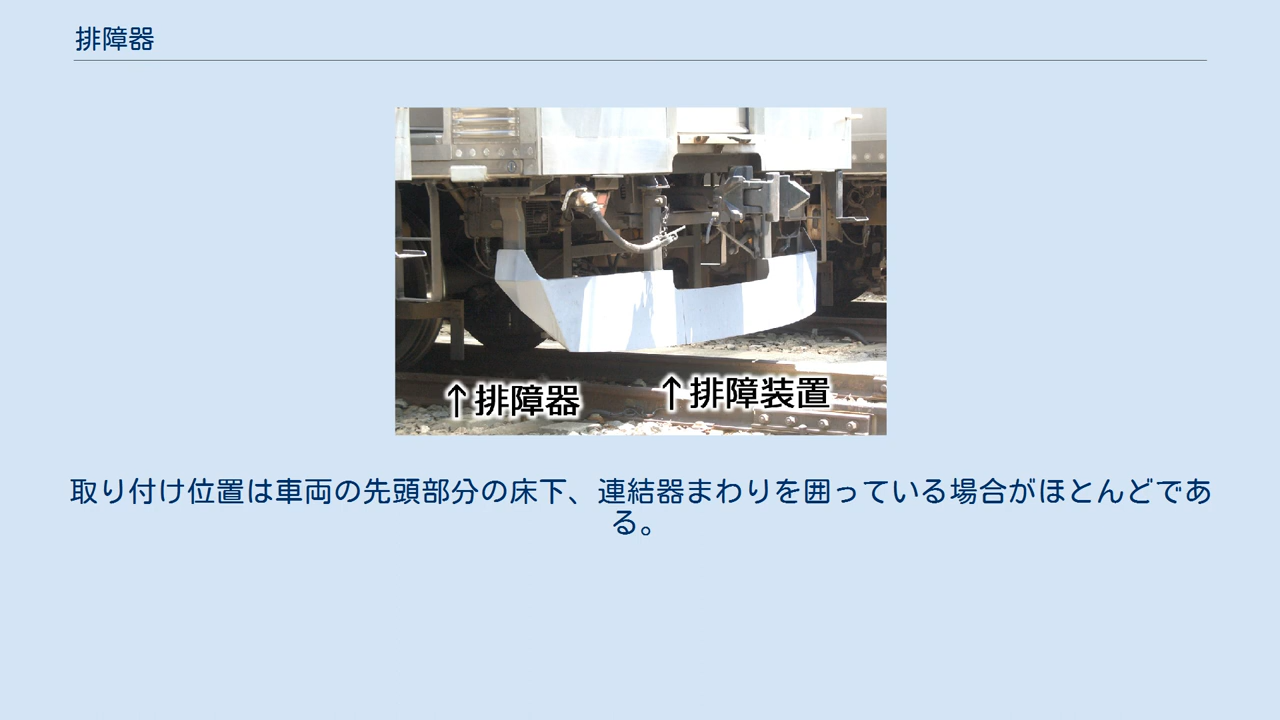 排障器
↑排障器
↑排障装置
取り付け位置は車両の先頭部分の床下、連結器まわりを囲っている場合がほとんどであ
る。